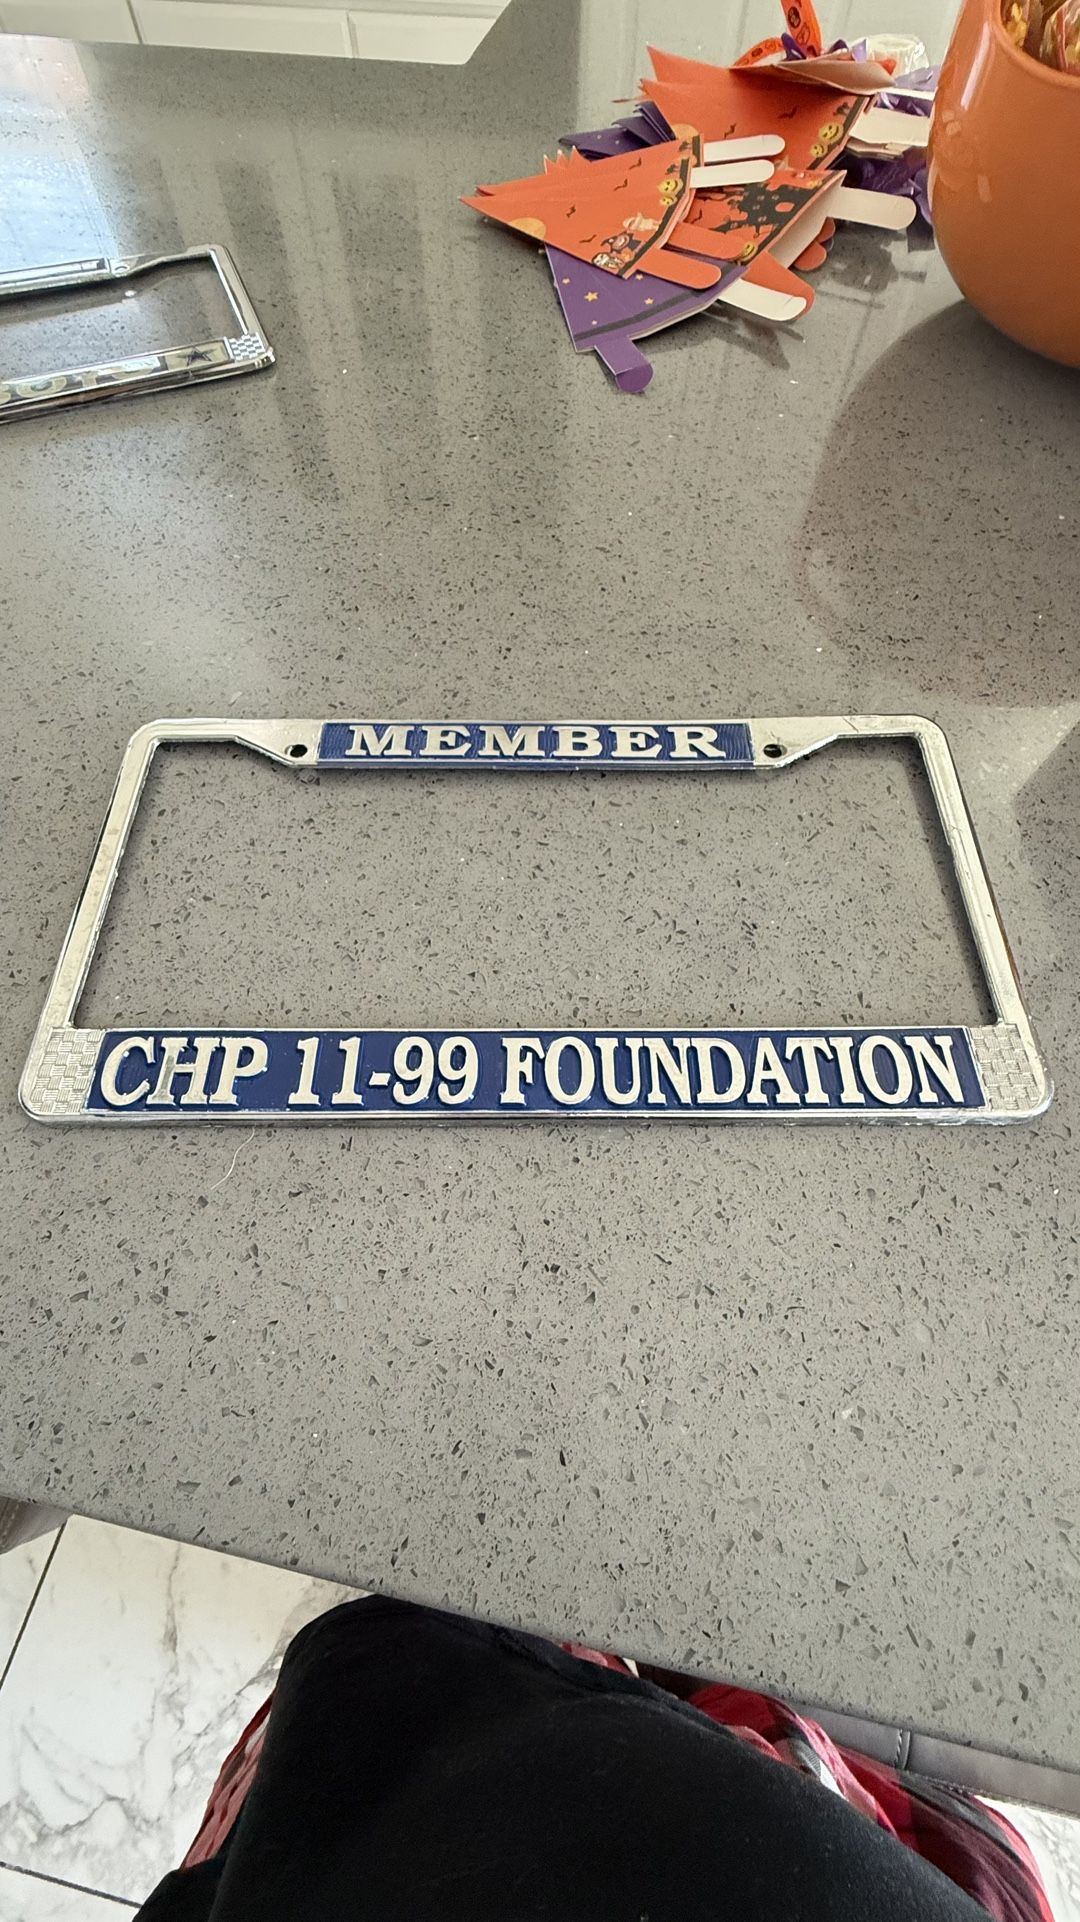 MEMBER
CHP 11-99 FOUNDATION